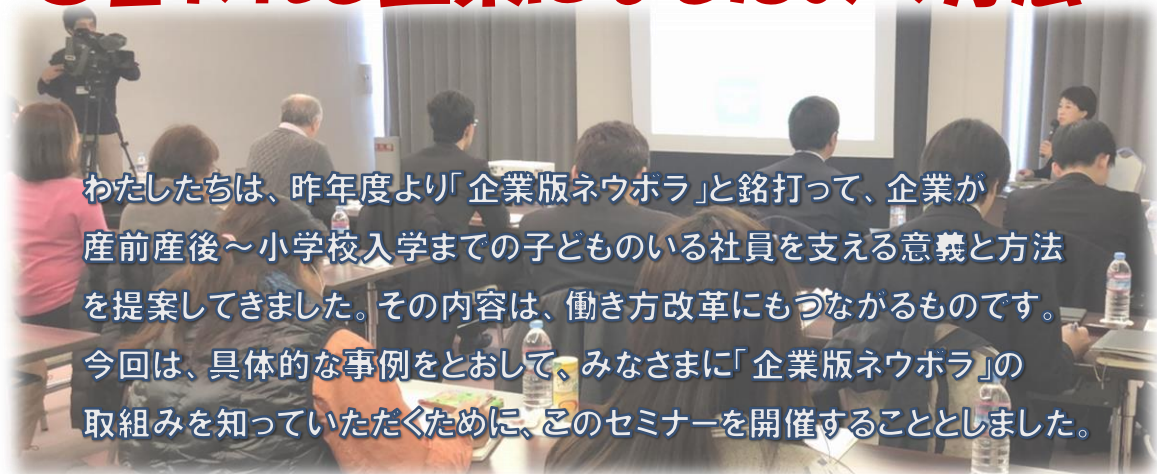 わたしたちは、昨年度より「企業版ネウボラ」と銘打って、企業が
産前産後～小学校入学までの子どものいる社員を支える意義と方法
を提案してきました。その内容は、働き方改革にもつながるものです。
今回は、具体的な事例をとおして、みなさまに「企業版ネウボラ」の
取組みを知っていただくために、このセミナーを開催することとしました。